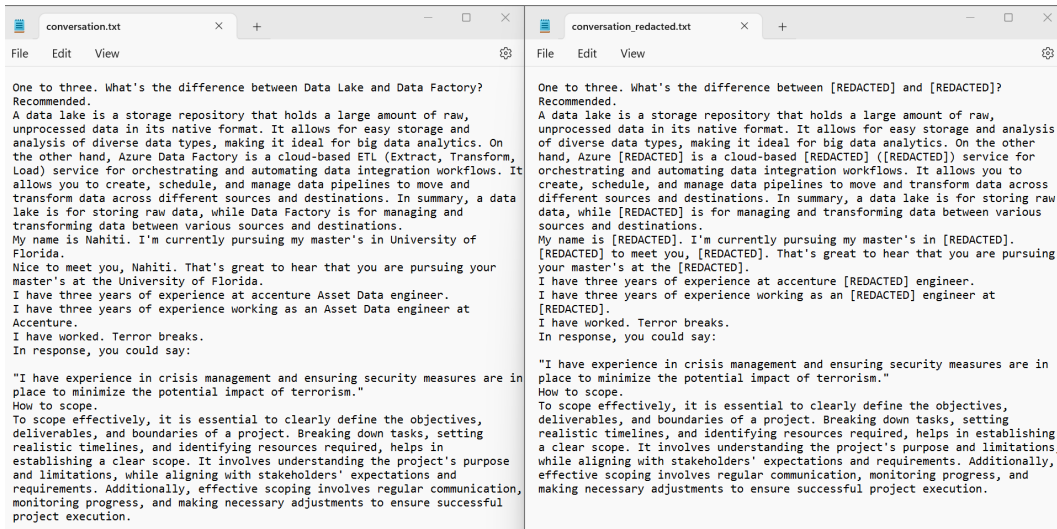 conversation.txt
File Edit View
One to three. What's the difference between Data Lake and Data Factory?
Recommended.
A data lake is a storage repository that holds a large amount of raw,
unprocessed data in its native format. It allows for easy storage and
analysis of diverse data types, making it ideal for big data analytics. On
the other hand, Azure Data Factory is a cloud-based ETL (Extract, Transform,
Load) service for orchestrating and automating data integration workflows. It
allows you to create, schedule, and manage data pipelines to move and
transform data across different sources and destinations. In summary, a data
lake is for storing raw data, while Data Factory is for managing and
transforming data between various sources and destinations.
My name is Nahiti. I'm currently pursuing my master's in University of
Florida.
Nice to meet you, Nahiti. That's great to hear that you are pursuing your
master's at the University of Florida.
I have three years of experience at accenture Asset Data engineer.
I have three years of experience working as an Asset Data engineer at
Accenture.
I have worked. Terror breaks.
In response, you could say:
"I have experience in crisis management and ensuring security measures are in
place to minimize the potential impact of terrorism."
How to scope.
To scope effectively, it is essential to clearly define the objectives,
deliverables, and boundaries of a project. Breaking down tasks, setting
realistic timelines, and identifying resources required, helps in
establishing a clear scope. It involves understanding the project's purpose
and limitations, while aligning with stakeholders' expectations and
requirements. Additionally, effective scoping involves regular communication,
monitoring progress, and making necessary adjustments to ensure successful
project execution.
conversation_redacted.txt
File Edit View
One to three. What's the difference between [REDACTED] and [REDACTED]?
Recommended.
A data lake is a storage repository that holds a large amount of raw,
unprocessed data in its native format. It allows for easy storage and analysis
of diverse data types, making it ideal for big data analytics. On the other
hand, Azure [REDACTED] is a cloud-based [REDACTED] ([REDACTED]) service for
orchestrating and automating data integration workflows. It allows you to
create, schedule, and manage data pipelines to move and transform data across
different sources and destinations. In summary, a data lake is for storing raw
data, while [REDACTED] is for managing and transforming data between various
sources and destinations.
My name is [REDACTED]. I'm currently pursuing my master's in [REDACTED].
[REDACTED] to meet you, [REDACTED]. That's great to hear that you are pursuing
your master's at the [REDACTED].
I have three years of experience at accenture [REDACTED] engineer.
I have three years of experience working as an [REDACTED] engineer at
[REDACTED].
I have worked. Terror breaks.
In response, you could say:
"I have experience in crisis management and ensuring security measures are in
place to minimize the potential impact of terrorism."
How to scope.
To scope effectively, it is essential to clearly define the objectives,
deliverables, and boundaries of a project. Breaking down tasks, setting
realistic timelines, and identifying resources required, helps in establishing
a clear scope. It involves understanding the project's purpose and limitations,
while aligning with stakeholders' expectations and requirements. Additionally,
effective scoping involves regular communication, monitoring progress, and
making necessary adjustments to ensure successful project execution.